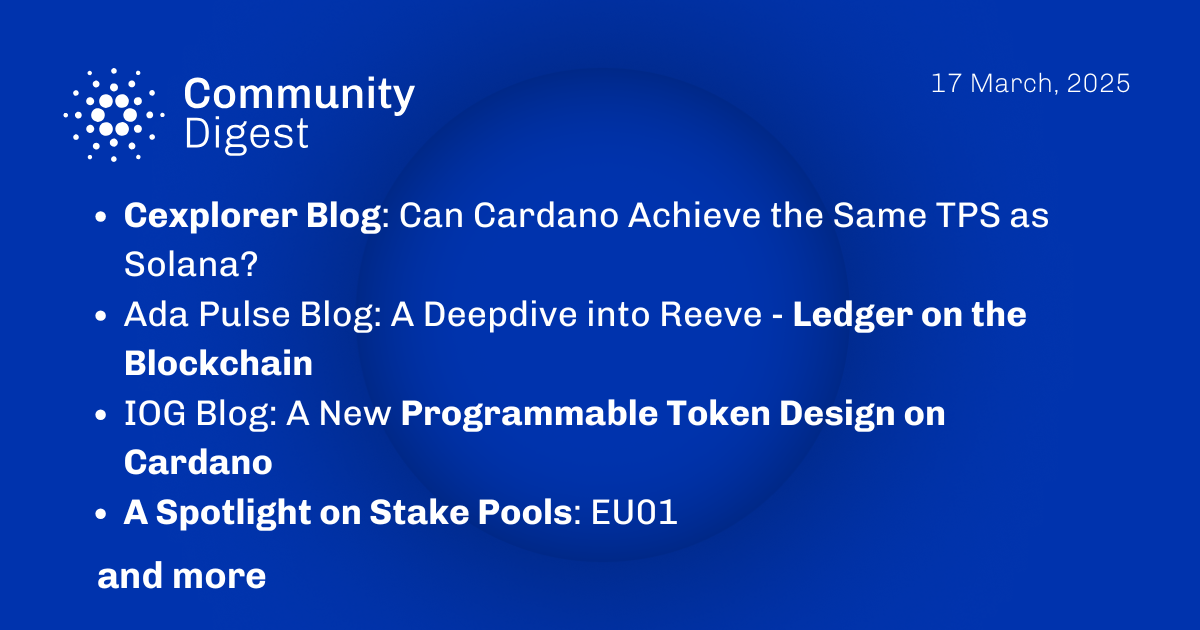 Community
Digest
17 March, 2025
• Cexplorer Blog: Can Cardano Achieve the Same TPS as
Solana?
• Ada Pulse Blog: A Deepdive into Reeve - Ledger on the
Blockchain
• IOG Blog: A New Programmable Token Design on
Cardano
• A Spotlight on Stake Pools: EU01
and more